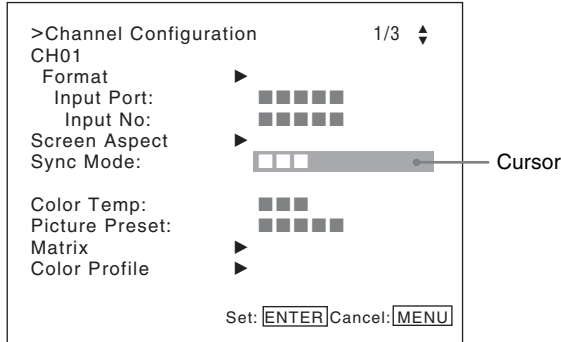 >Channel Configuration 1/3
CH01
Format
Input Port:
Input No:
Screen Aspect
Sync Mode:
Cursor
Color Temp:
Picture Preset:
Matrix
Color Profile
Set: ENTER Cancel: MENU